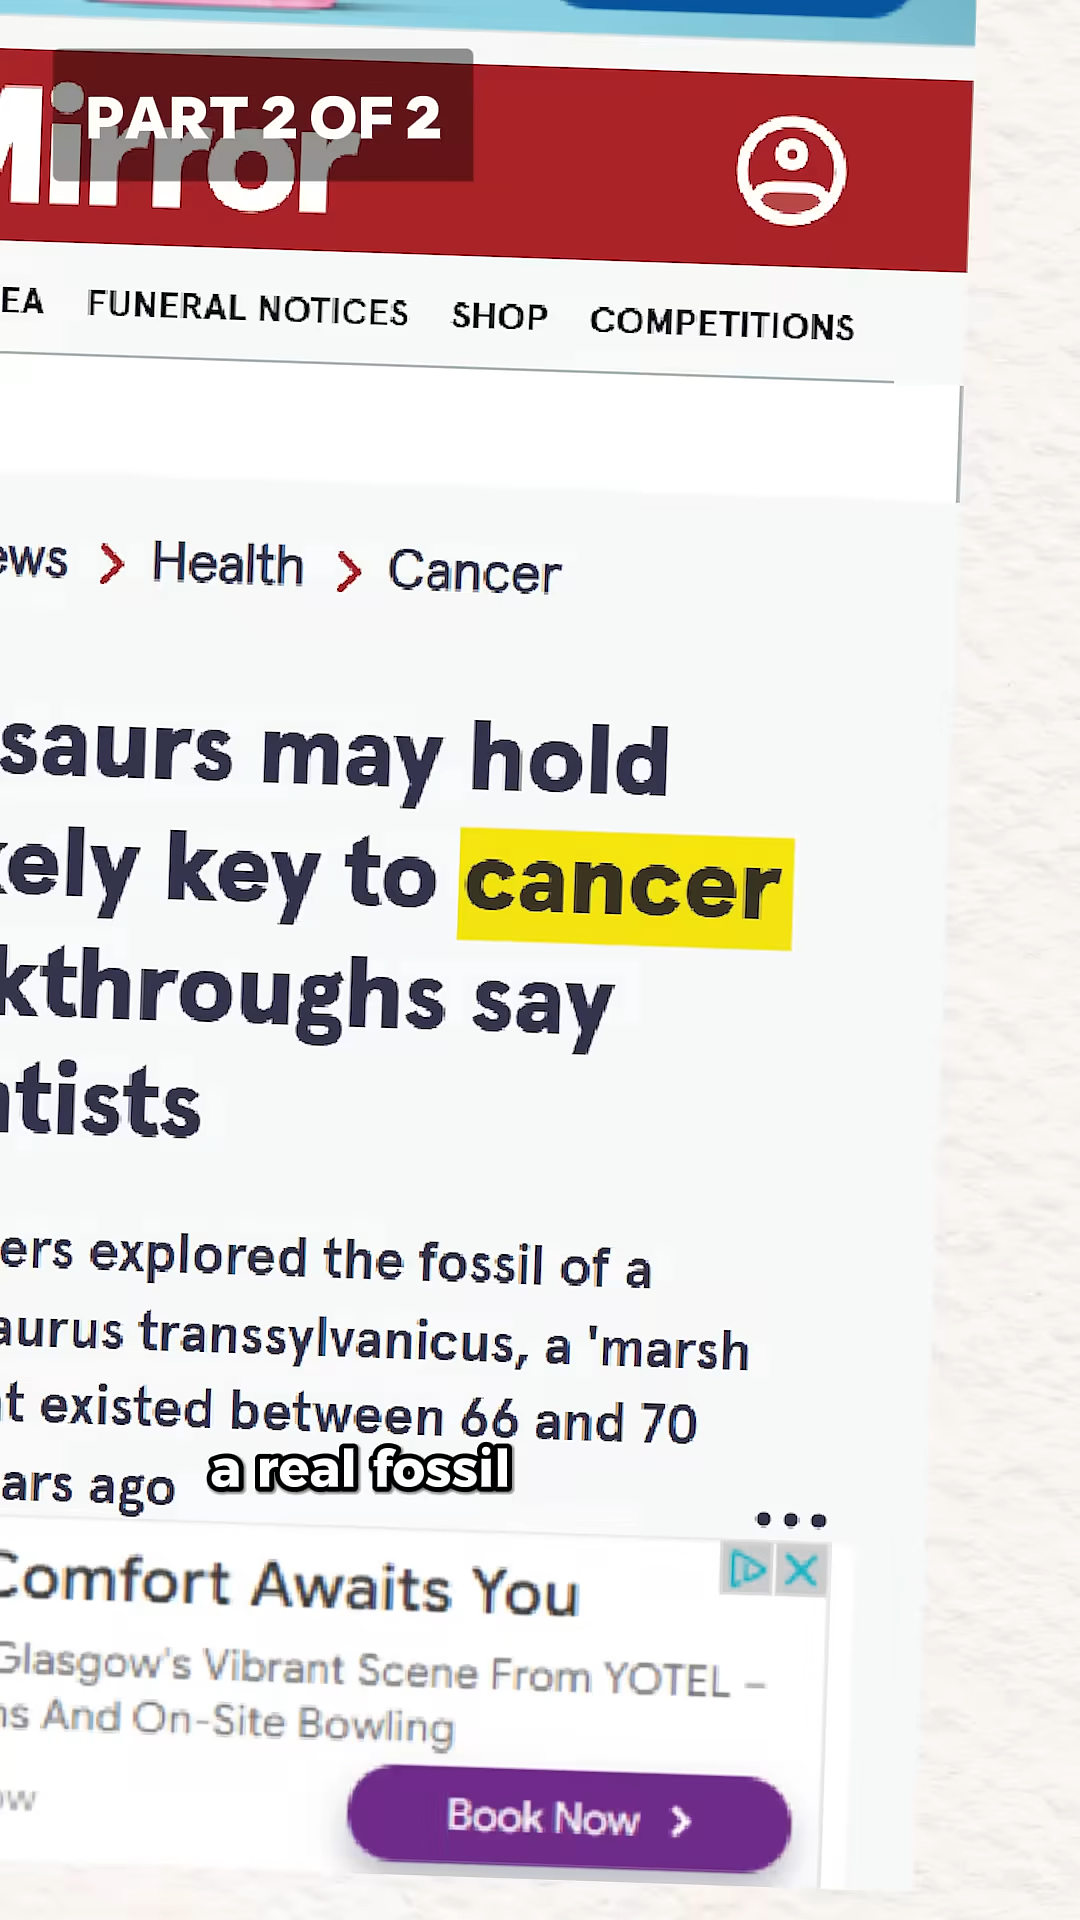 PART 2 OF 2
Mirror
EA FUNERAL NOTICES SHOP COMPETITIONS
ews > Health > Cancer
saurs may hold
kely key to cancer
kthroughs say
ntists
ers explored the fossil of a
aurus transsylvanicus, a 'marsh
t existed between 66 and 70
ars ago
a real fossil
Comfort Awaits You
Glasgow's Vibrant Scene From YOTEL –
ns And On-Site Bowling
ow
Book Now >